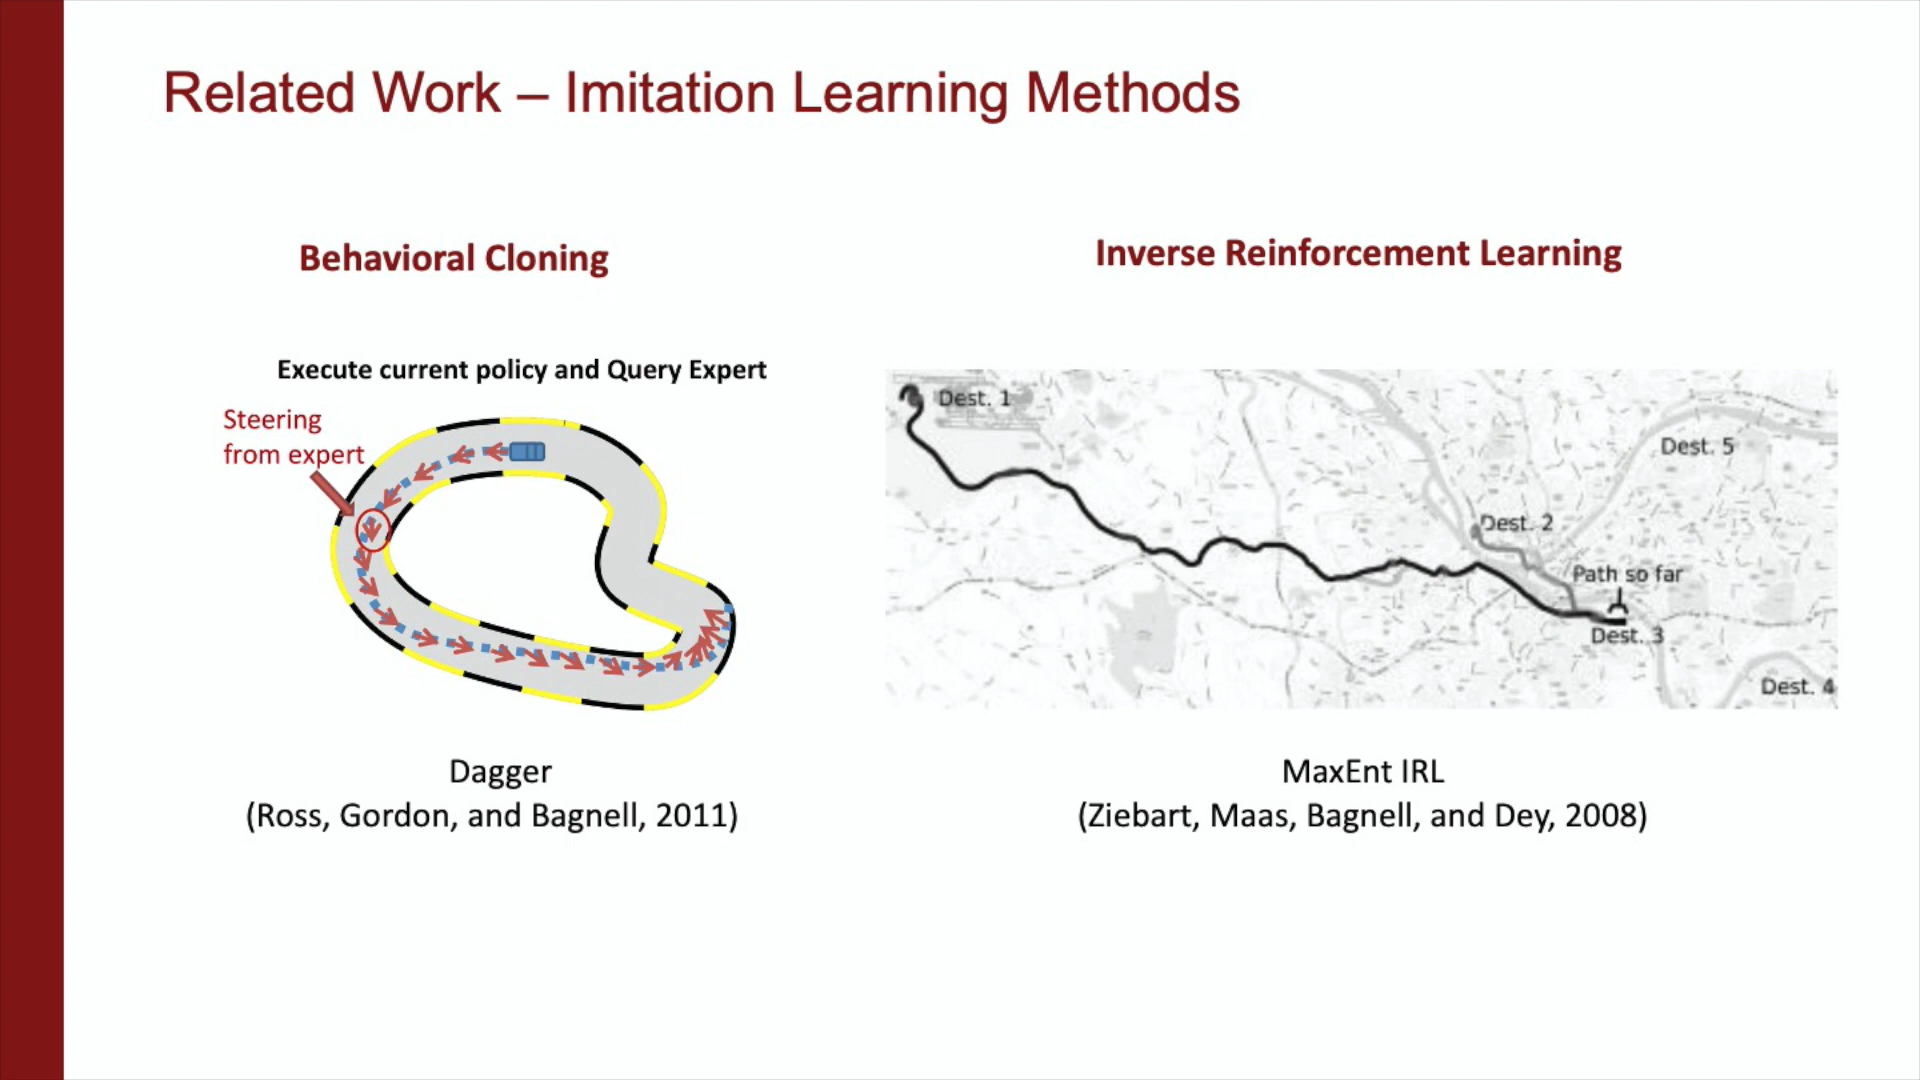 Related Work – Imitation Learning Methods
Behavioral Cloning
Execute current policy and Query Expert
Steering
from expert
Dagger
(Ross, Gordon, and Bagnell, 2011)
Inverse Reinforcement Learning
Dest. 1
Dest. 5
Dest. 2
Path so far
Dest. 3
Dest. 4
MaxEnt IRL
(Ziebart, Maas, Bagnell, and Dey, 2008)